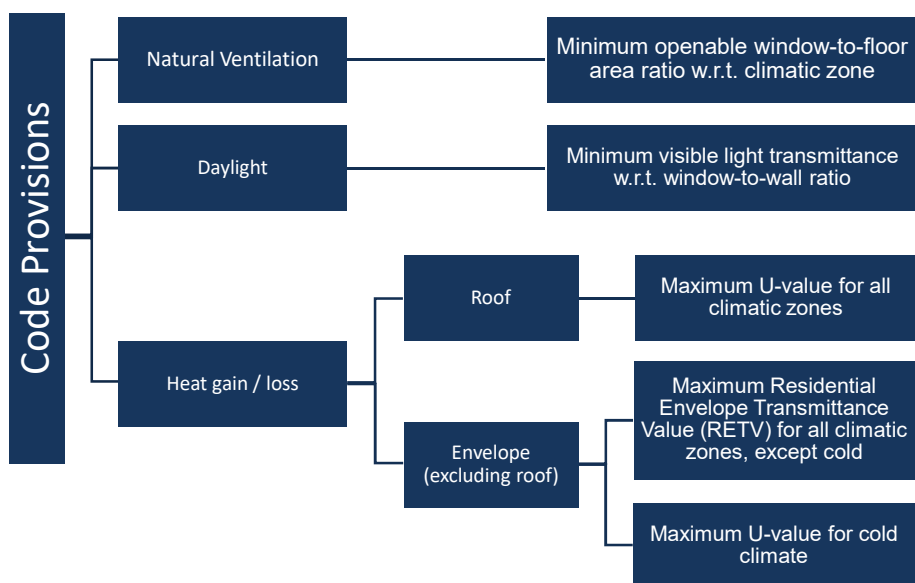 Code Provisions
Natural Ventilation
Minimum openable window-to-floor
area ratio w.r.t. climatic zone
Daylight
Minimum visible light transmittance
w.r.t. window-to-wall ratio
Heat gain / loss
Roof
Maximum U-value for all
climatic zones
Envelope
(excluding roof)
Maximum Residential
Envelope Transmittance
Value (RETV) for all climatic
zones, except cold
Maximum U-value for cold
climate